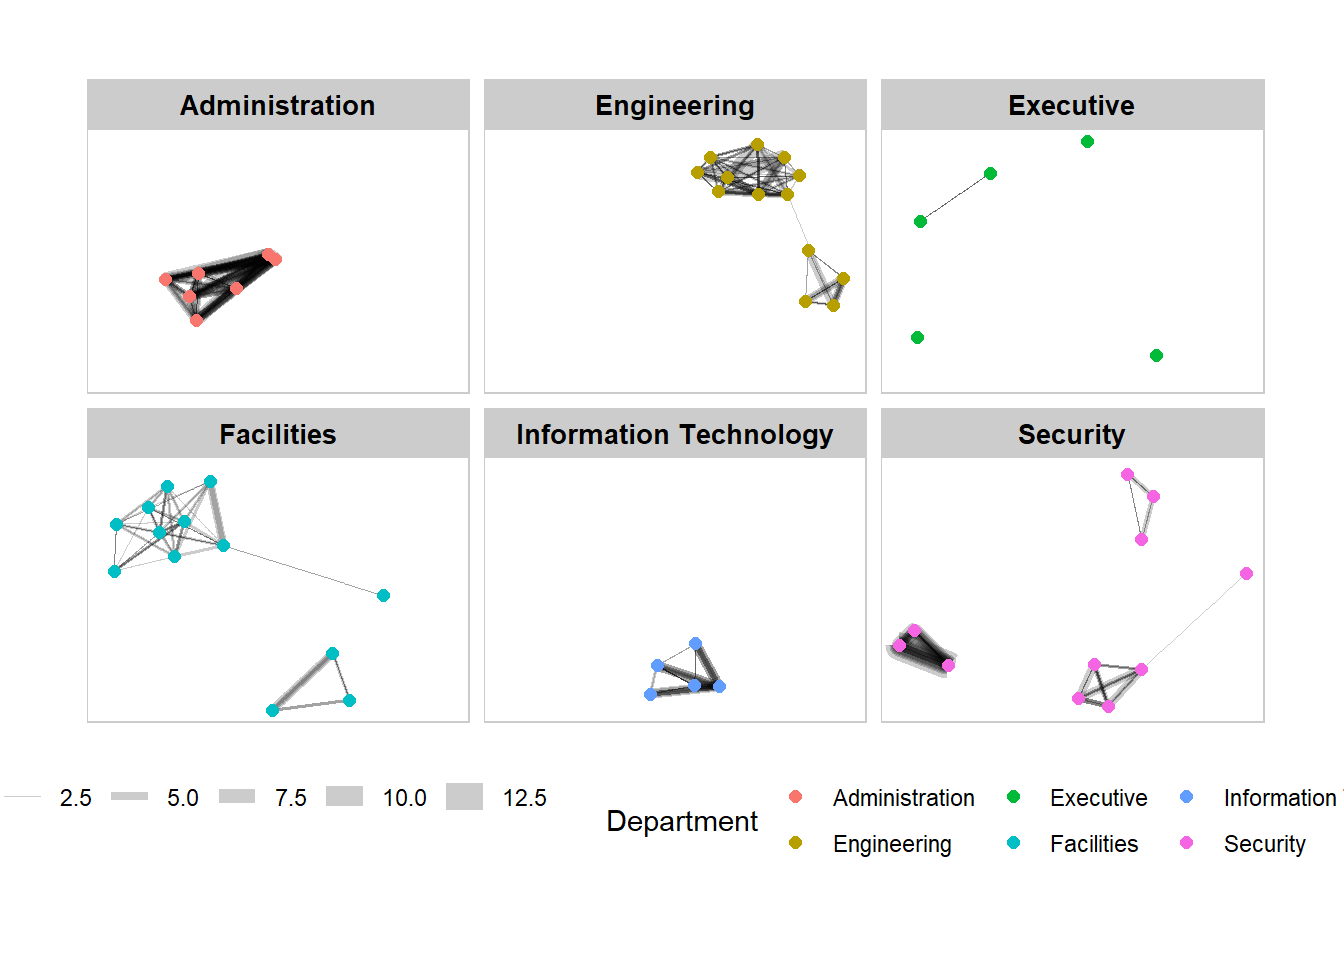 Administration Engineering Executive
Facilities Information Technology Security
2.5 5.0 7.5 10.0 12.5
Department
Administration Executive Information
Engineering Facilities Security